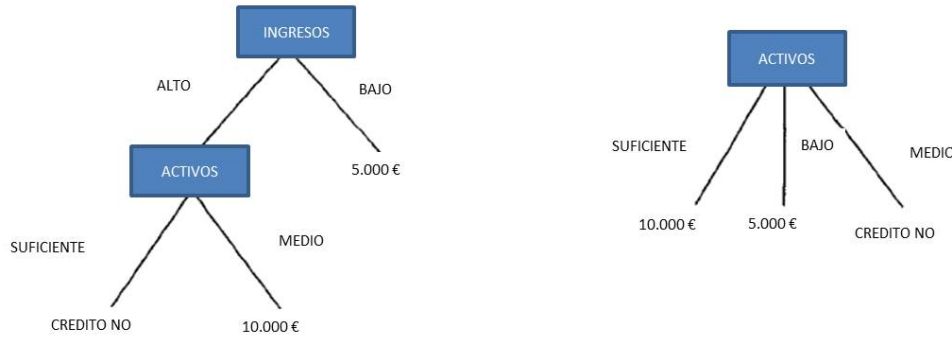 INGRESOS
ALTO
BAJO
ACTIVOS
5.000 €
SUFICIENTE
MEDIO
CREDITO NO
10.000 €
ACTIVOS
SUFICIENTE
BAJO
MEDIO
10.000 €
5.000 €
CREDITO NO